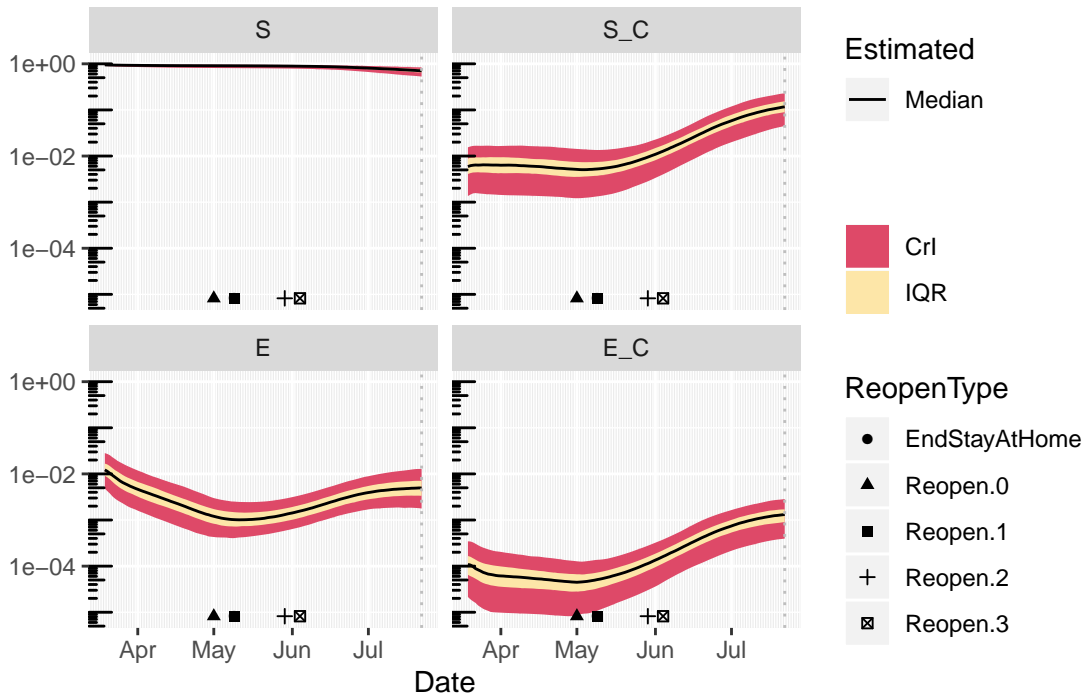 S
S_C
1e+00
1e−02
1e−04
E
E_C
1e+00
1e−02
1e−04
Apr
May
Jun
Jul
Apr
May
Jun
Jul
Date
Estimated
Median
CrI
IQR
ReopenType
EndStayAtHome
Reopen.0
Reopen.1
Reopen.2
Reopen.3